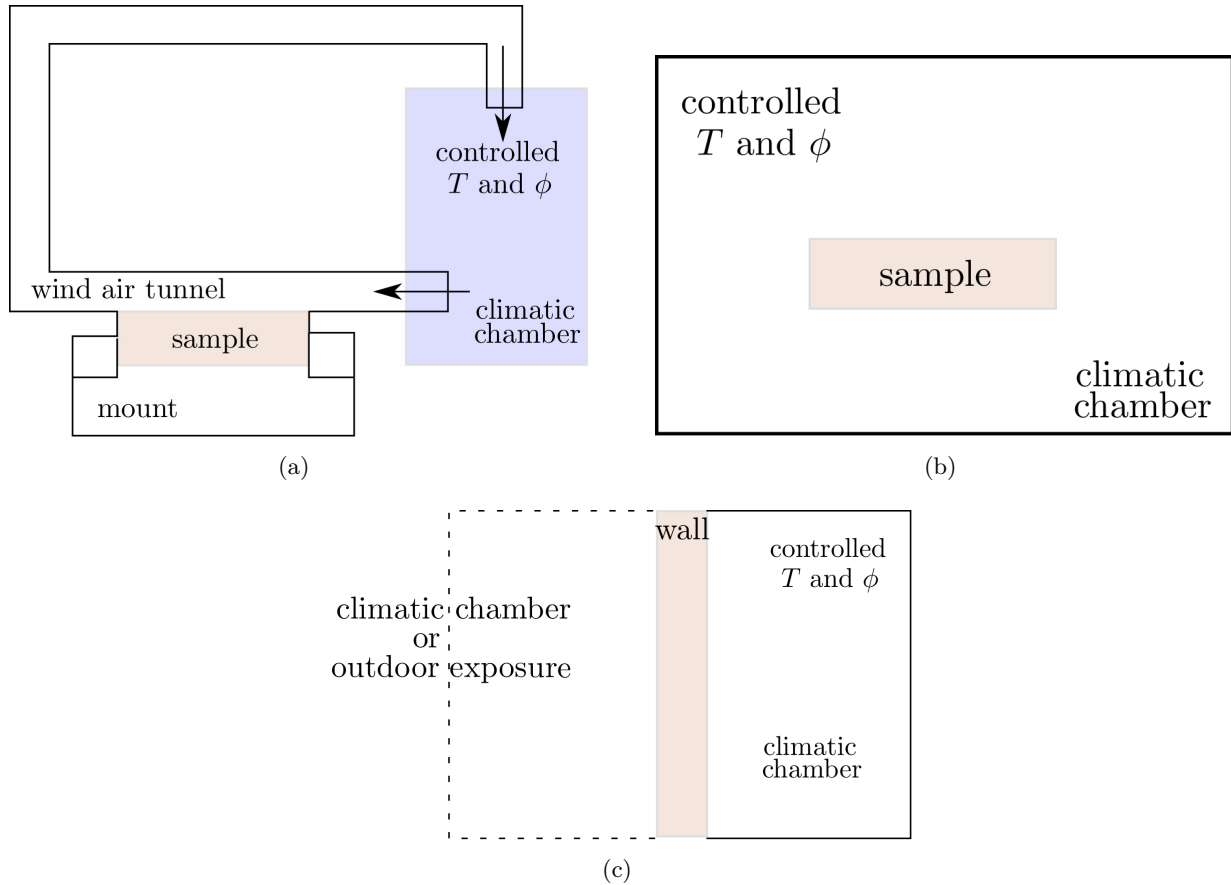 controlled
T and ϕ
wind air tunnel
climatic
chamber
sample
mount
(a)
controlled
T and ϕ
sample
climatic
chamber
(b)
wall
controlled
T and ϕ
climatic chamber
or
outdoor exposure
climatic
chamber
(c)